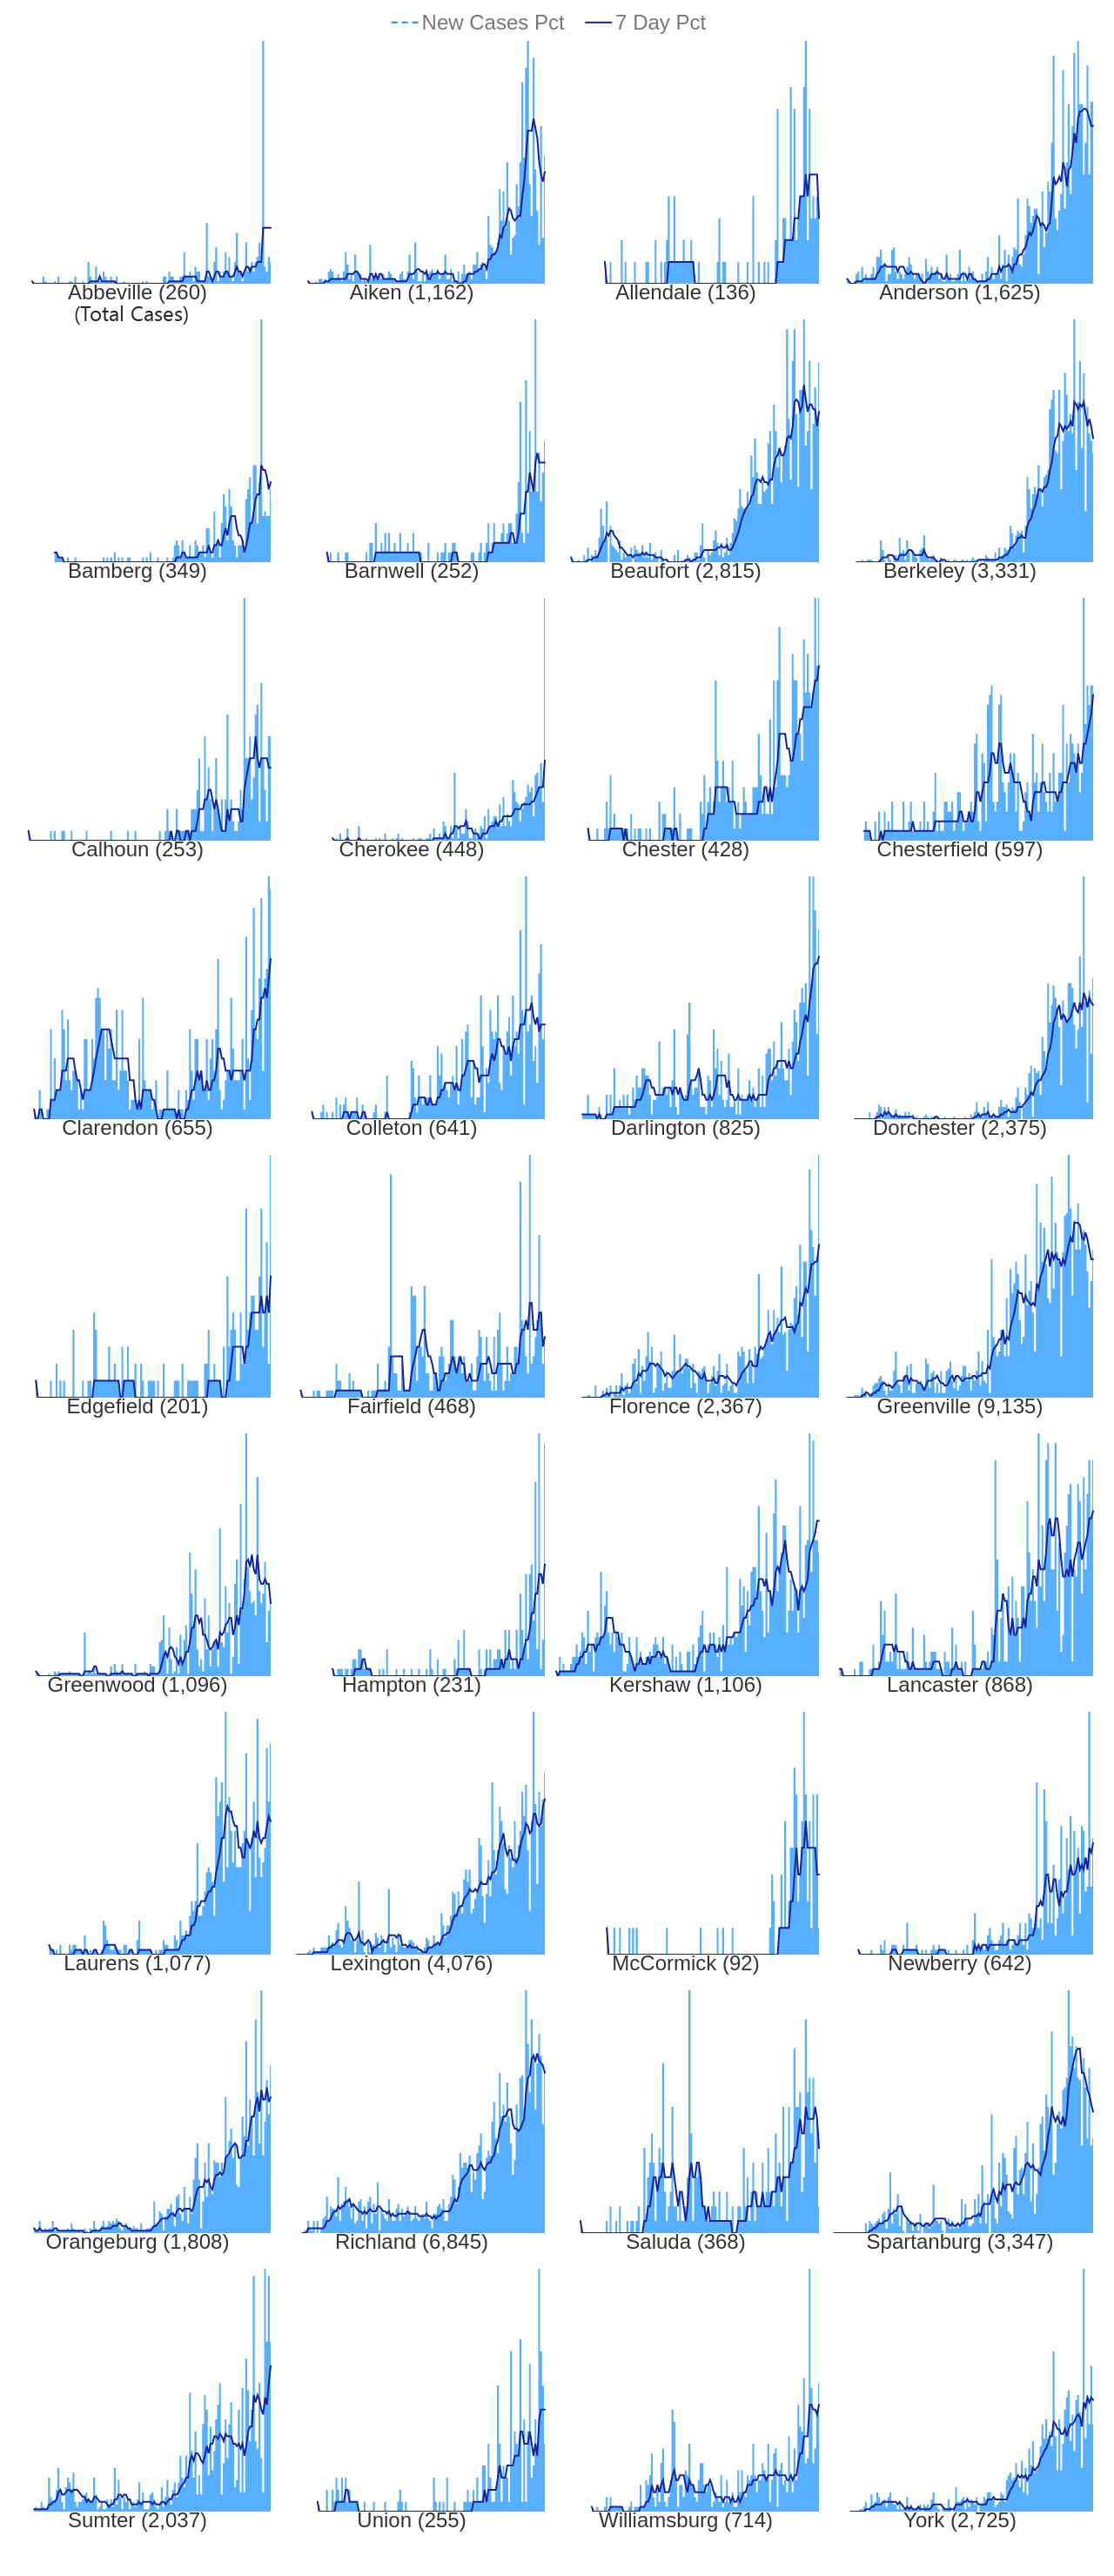 New Cases Pct 7 Day Pct
Abbeville (260) Aiken (1,162) Allendale (136) Anderson (1,625)
(Total Cases)
Bamberg (349) Barnwell (252) Beaufort (2,815) Berkeley (3,331)
Calhoun (253) Cherokee (448) Chester (428) Chesterfield (597)
Clarendon (655) Colleton (641) Darlington (825) Dorchester (2,375)
Edgefield (201) Fairfield (468) Florence (2,367) Greenville (9,135)
Greenwood (1,096) Hampton (231) Kershaw (1,106) Lancaster (868)
Laurens (1,077) Lexington (4,076) McCormick (92) Newberry (642)
Orangeburg (1,808) Richland (6,845) Saluda (368) Spartanburg (3,347)
Sumter (2,037) Union (255) Williamsburg (714) York (2,725)